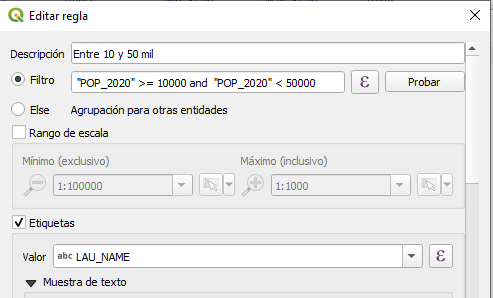 Editar regla
Descripción Entre 10 y 50 mil
Filtro "POP_2020" >= 10000 and "POP_2020" < 50000 ε Probar
Else Agrupación para otras entidades
Rango de escala
Mínimo (exclusivo) Máximo (inclusivo)
1:100000 1:1000
Etiquetas
Valor abc LAU_NAME ε
Muestra de texto